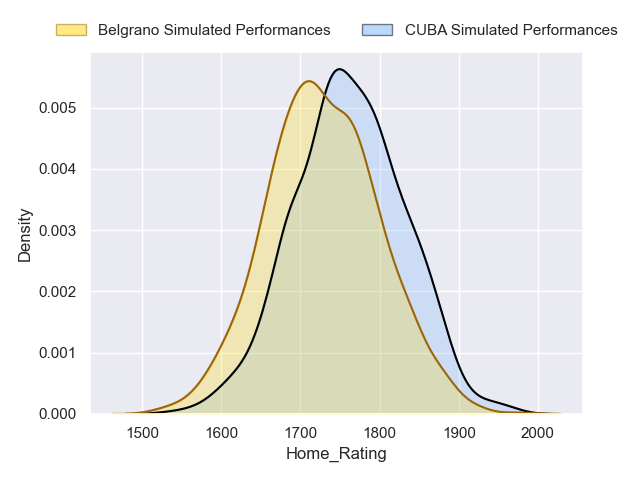 Belgrano Simulated Performances CUBA Simulated Performances
0.005
0.004
0.003
0.002
0.001
0.000
Density
1500 1600 1700 1800 1900 2000
Home_Rating